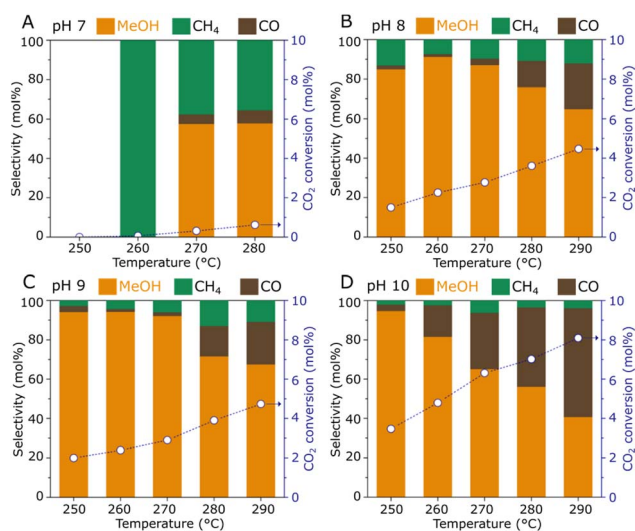 A pH 7 MeOH CH₄ CO
Selectivity (mol%)
100
80
60
40
20
0
10
8
6
4
2
0
CO₂ conversion (mol%)
250 260 270 280
Temperature (°C)
B pH 8 MeOH CH₄ CO
Selectivity (mol%)
100
80
60
40
20
0
10
8
6
4
2
0
CO₂ conversion (mol%)
250 260 270 280 290
Temperature (°C)
C pH 9 MeOH CH₄ CO
Selectivity (mol%)
100
80
60
40
20
0
10
8
6
4
2
0
CO₂ conversion (mol%)
250 260 270 280 290
Temperature (°C)
D pH 10 MeOH CH₄ CO
Selectivity (mol%)
100
80
60
40
20
0
10
8
6
4
2
0
CO₂ conversion (mol%)
250 260 270 280 290
Temperature (°C)